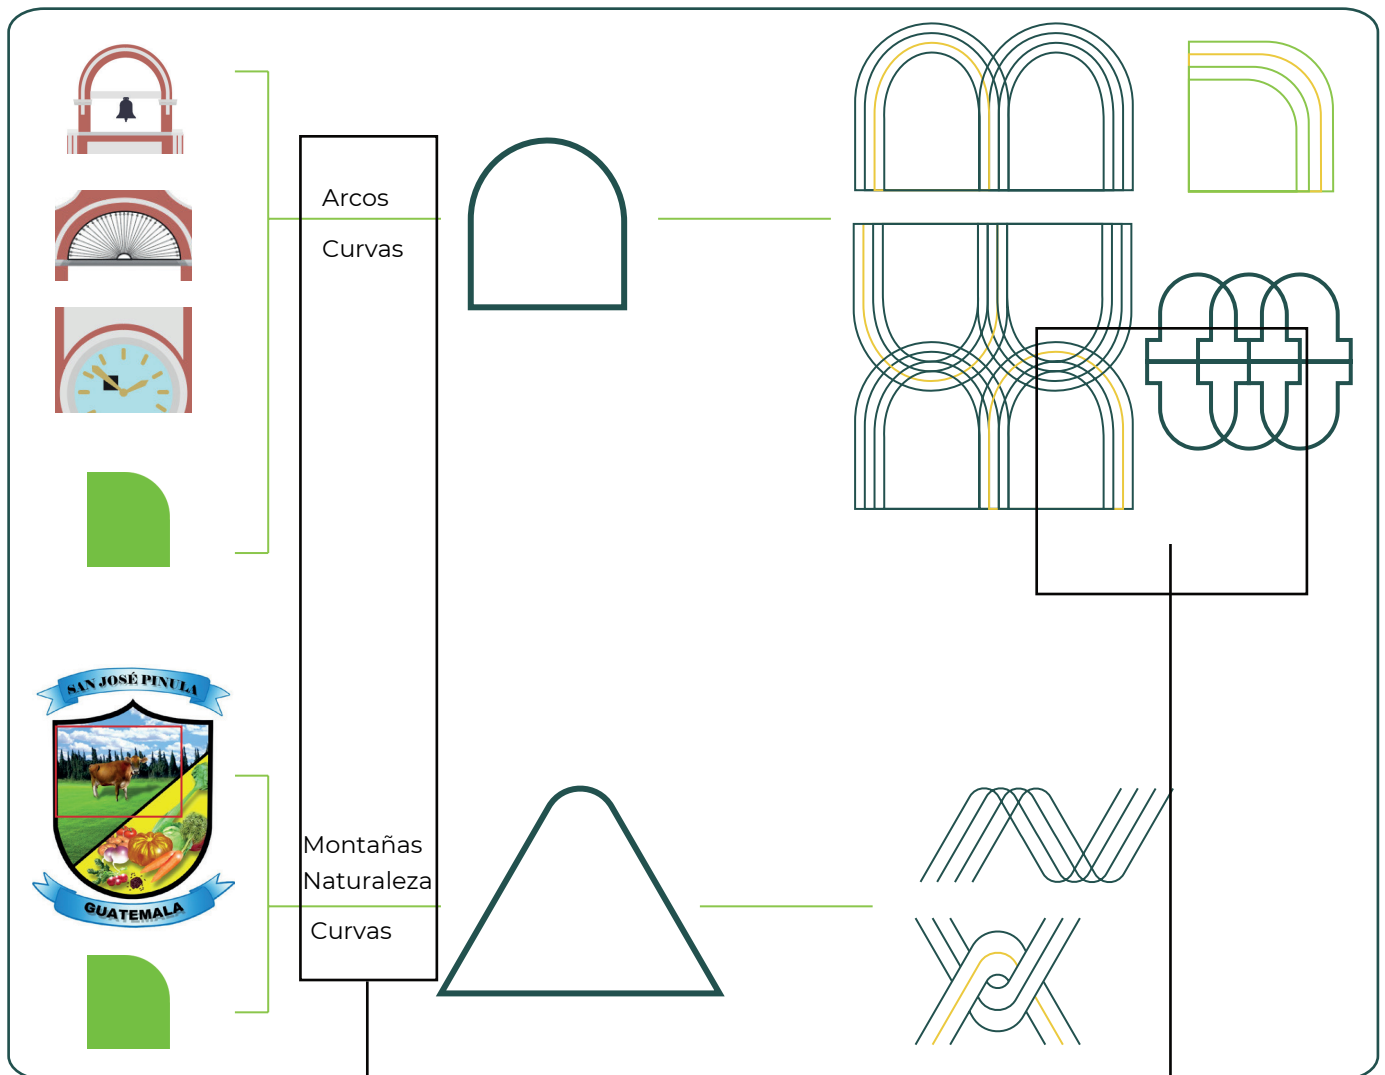 Arcos
Curvas
SAN JOSÉ PINULA
GUATEMALA
Montañas
Naturaleza
Curvas